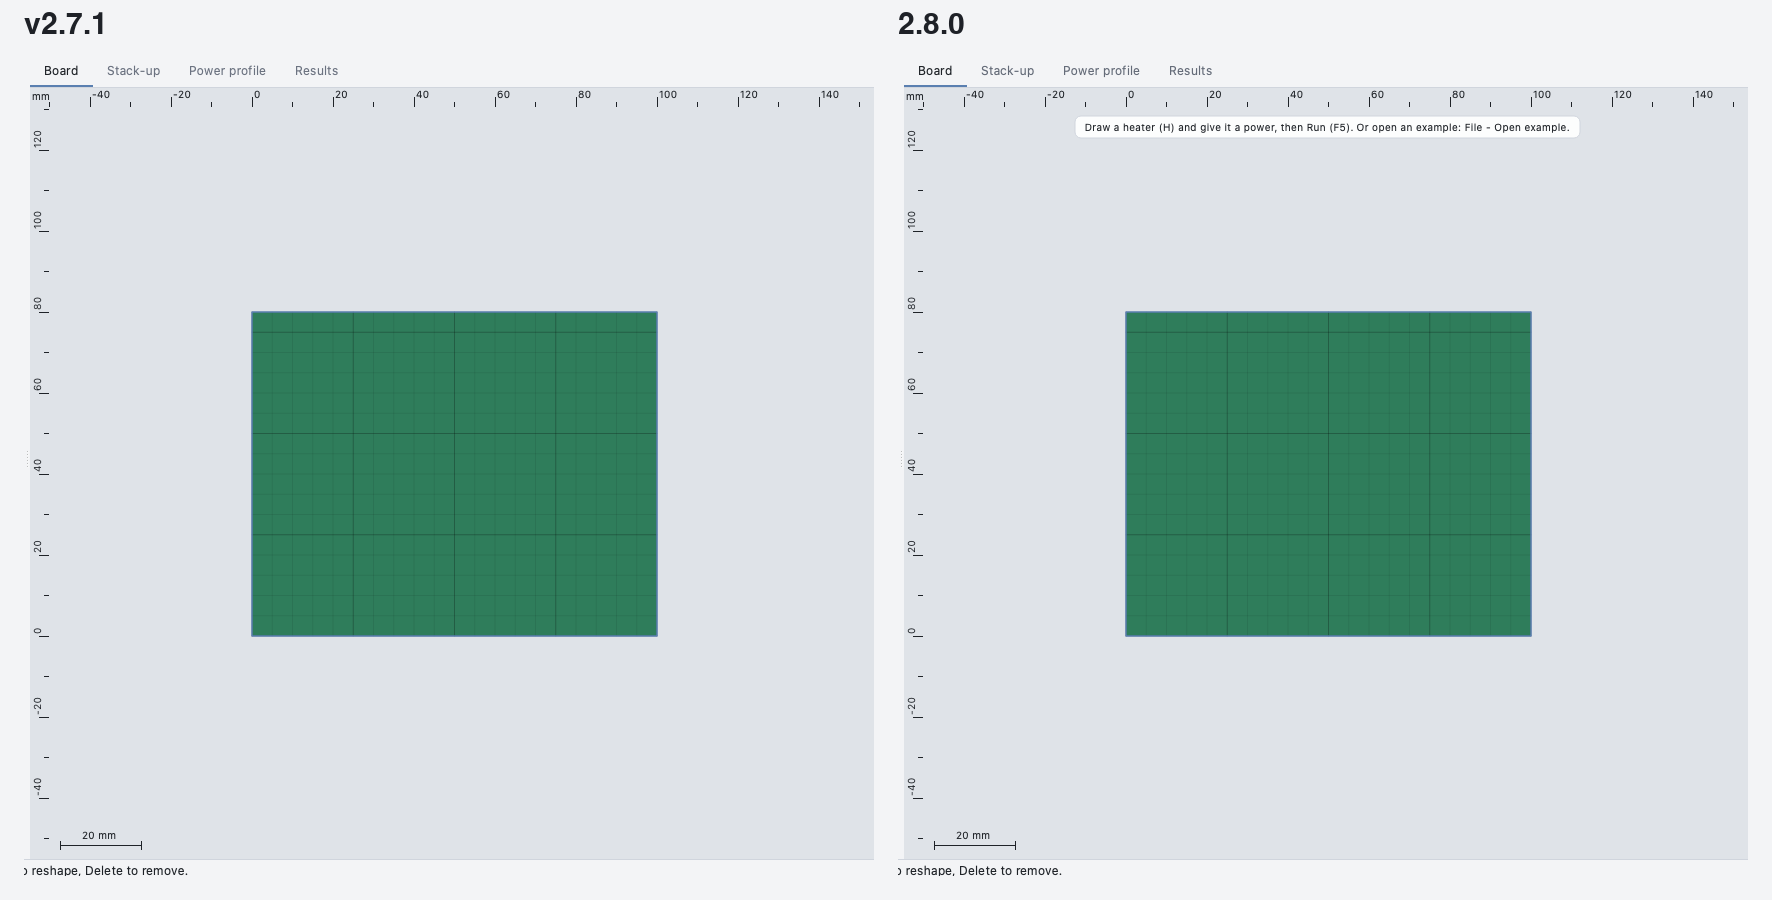 v2.7.1
Board Stack-up Power profile Results
mm -40 -20 0 20 40 60 80 100 120 140
120
100
80
60
40
20
0
-20
-40
20 mm
reshape, Delete to remove.
2.8.0
Board Stack-up Power profile Results
mm -40 -20 0 20 40 60 80 100 120 140
Draw a heater (H) and give it a power, then Run (F5). Or open an example: File - Open example.
120
100
80
60
40
20
0
-20
-40
20 mm
reshape, Delete to remove.